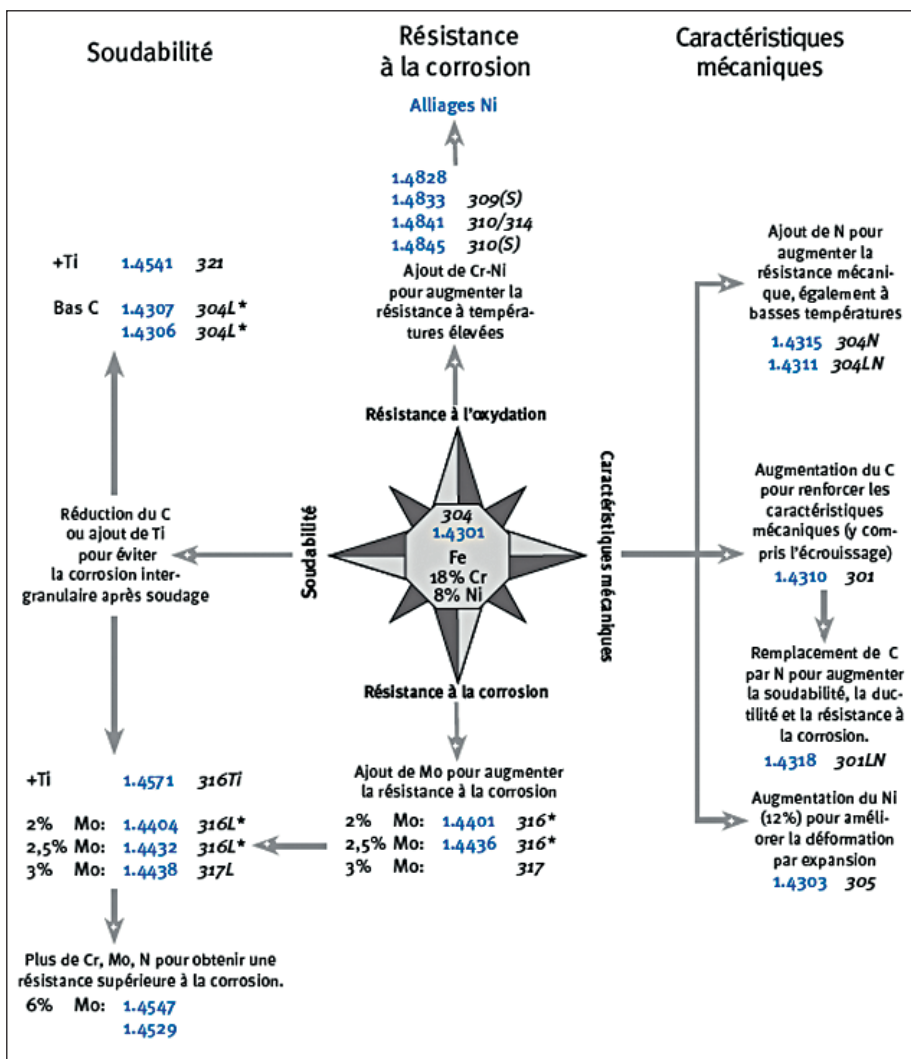 Soudabilité
Résistance
à la corrosion
Caractéristiques
mécaniques
Alliages Ni
1.4828
1.4833 309(S)
1.4841 310/314
1.4845 310(S)
Ajout de Cr-Ni
pour augmenter la
résistance à tempéra-
tures élevées
Résistance à l'oxydation
+Ti 1.4541 321
Bas C 1.4307 304L*
1.4306 304L*
Réduction du C
ou ajout de Ti
pour éviter
la corrosion inter-
granulaire après soudage
Soudabilité
304
1.4301
Fe
18% Cr
8% Ni
Caractéristiques mécaniques
Ajout de N pour
augmenter la
résistance mécani-
que, également à
basses températures
1.4315 304N
1.4311 304LN
Augmentation du C
pour renforcer les
caractéristiques
mécaniques (y com-
pris l'écrouissage)
1.4310 301
Remplacement de C
par N pour augmenter
la soudabilité, la duc-
tilité et la résistance à
la corrosion.
1.4318 301LN
Augmentation du Ni
(12%) pour amélio-
rer la déformation
par expansion
1.4303 305
Résistance à la corrosion
Ajout de Mo pour augmenter
la résistance à la corrosion
2% Mo: 1.4401 316*
2,5% Mo: 1.4436 316*
3% Mo: 317
+Ti 1.4571 316Ti
2% Mo: 1.4404 316L*
2,5% Mo: 1.4432 316L*
3% Mo: 1.4438 317L
Plus de Cr, Mo, N pour obtenir une
résistance supérieure à la corrosion.
6% Mo: 1.4547
1.4529